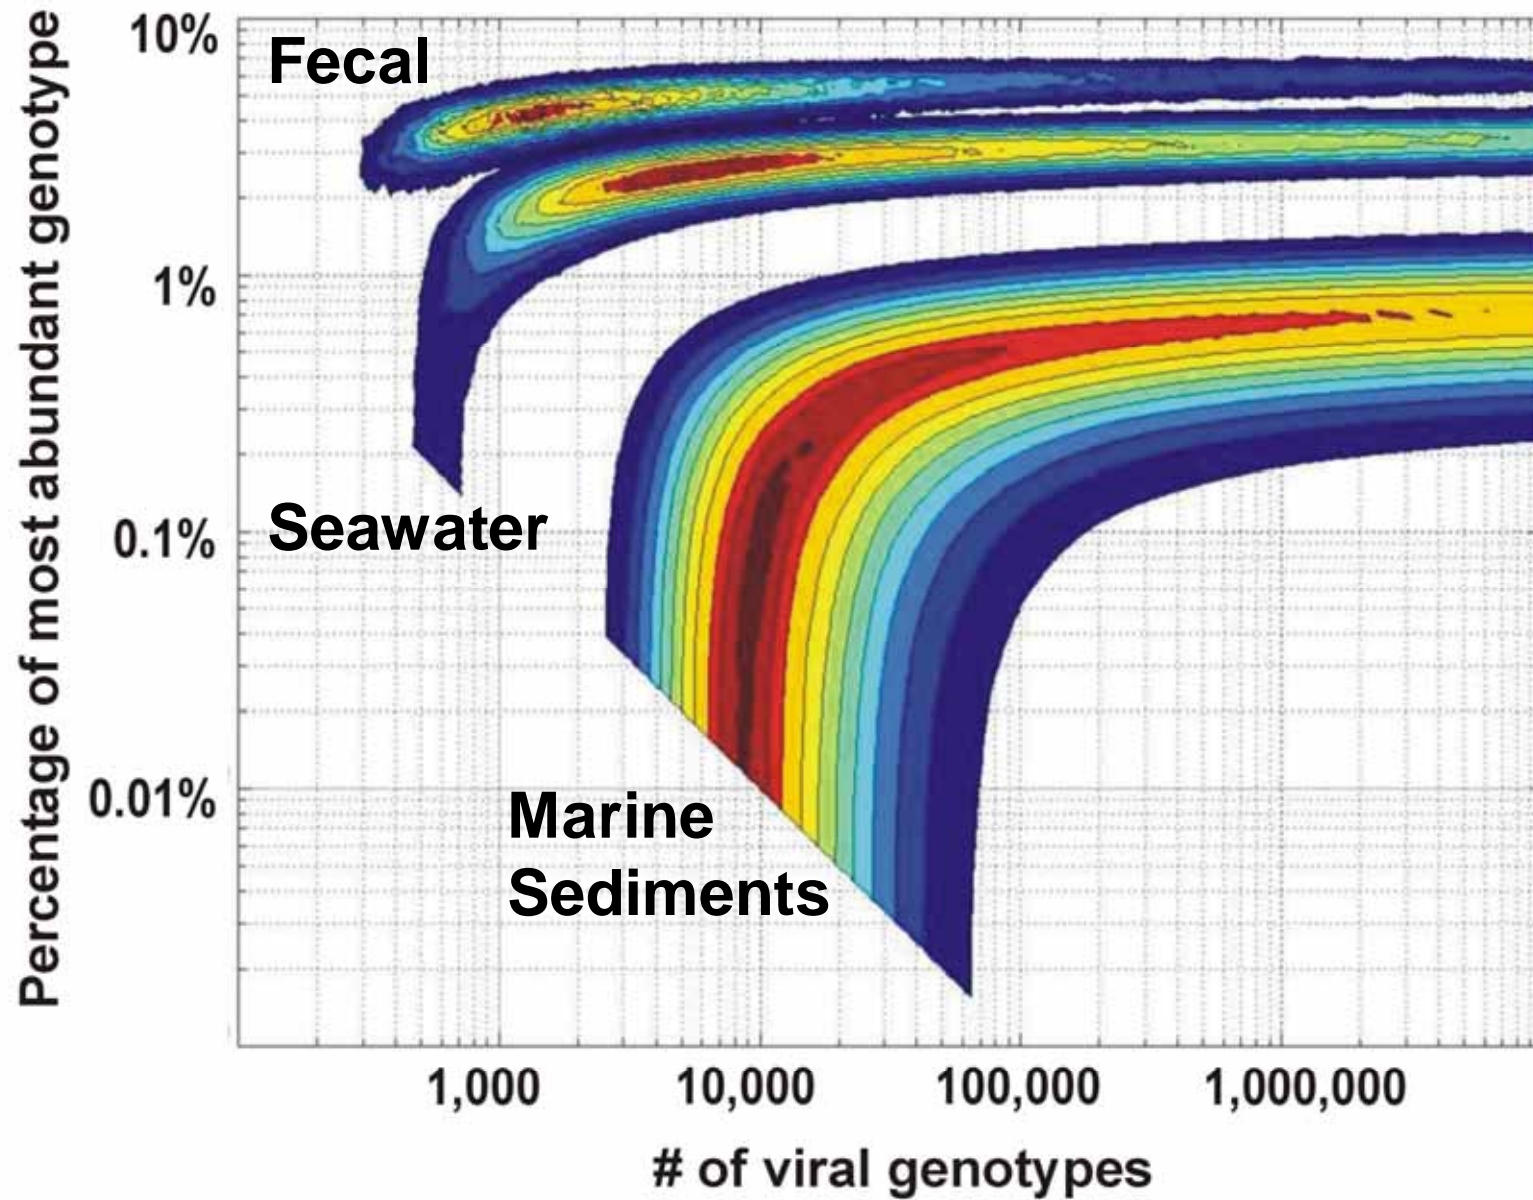 Percentage of most abundant genotype
10%
1%
0.1%
0.01%
Fecal
Seawater
Marine
Sediments
1,000
10,000
100,000
1,000,000
# of viral genotypes